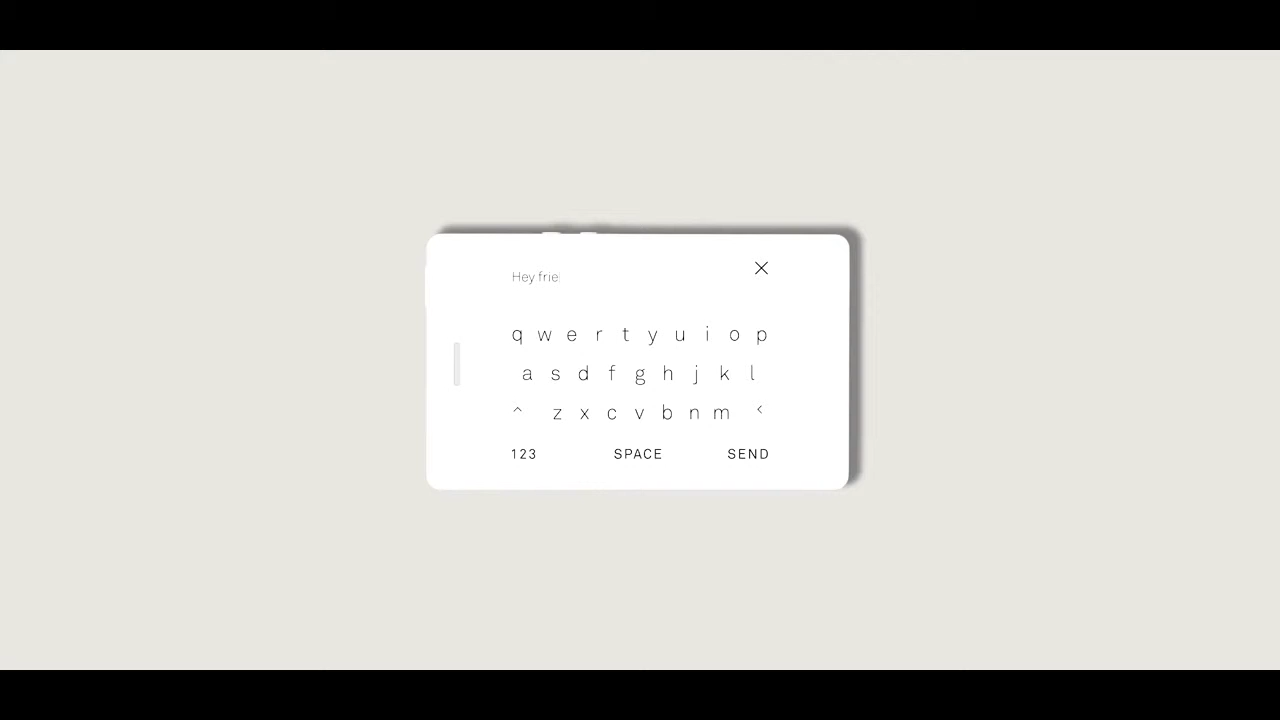 Hey frie
q w e r t y u i o p
a s d f g h j k l
^ z x c v b n m <
123 SPACE SEND